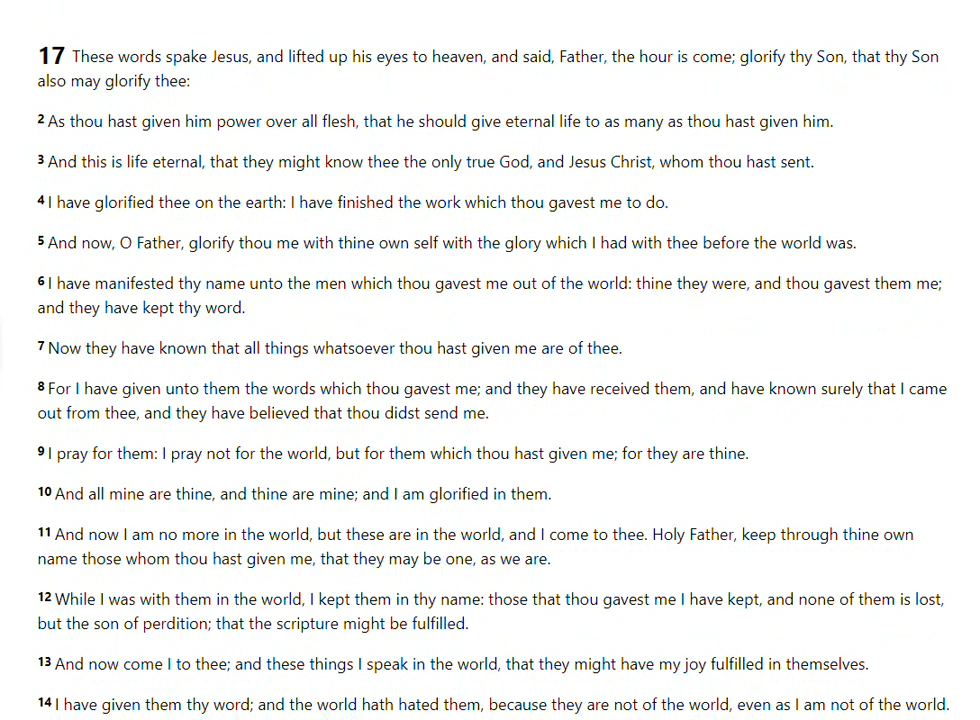 17 These words spake Jesus, and lifted up his eyes to heaven, and said, Father, the hour is come; glorify thy Son, that thy Son
also may glorify thee:
2 As thou hast given him power over all flesh, that he should give eternal life to as many as thou hast given him.
3 And this is life eternal, that they might know thee the only true God, and Jesus Christ, whom thou hast sent.
4 I have glorified thee on the earth: I have finished the work which thou gavest me to do.
5 And now, O Father, glorify thou me with thine own self with the glory which I had with thee before the world was.
6 I have manifested thy name unto the men which thou gavest me out of the world: thine they were, and thou gavest them me;
and they have kept thy word.
7 Now they have known that all things whatsoever thou hast given me are of thee.
8 For I have given unto them the words which thou gavest me; and they have received them, and have known surely that I came
out from thee, and they have believed that thou didst send me.
9 I pray for them: I pray not for the world, but for them which thou hast given me; for they are thine.
10 And all mine are thine, and thine are mine; and I am glorified in them.
11 And now I am no more in the world, but these are in the world, and I come to thee. Holy Father, keep through thine own
name those whom thou hast given me, that they may be one, as we are.
12 While I was with them in the world, I kept them in thy name: those that thou gavest me I have kept, and none of them is lost,
but the son of perdition; that the scripture might be fulfilled.
13 And now come I to thee; and these things I speak in the world, that they might have my joy fulfilled in themselves.
14 I have given them thy word; and the world hath hated them, because they are not of the world, even as I am not of the world.